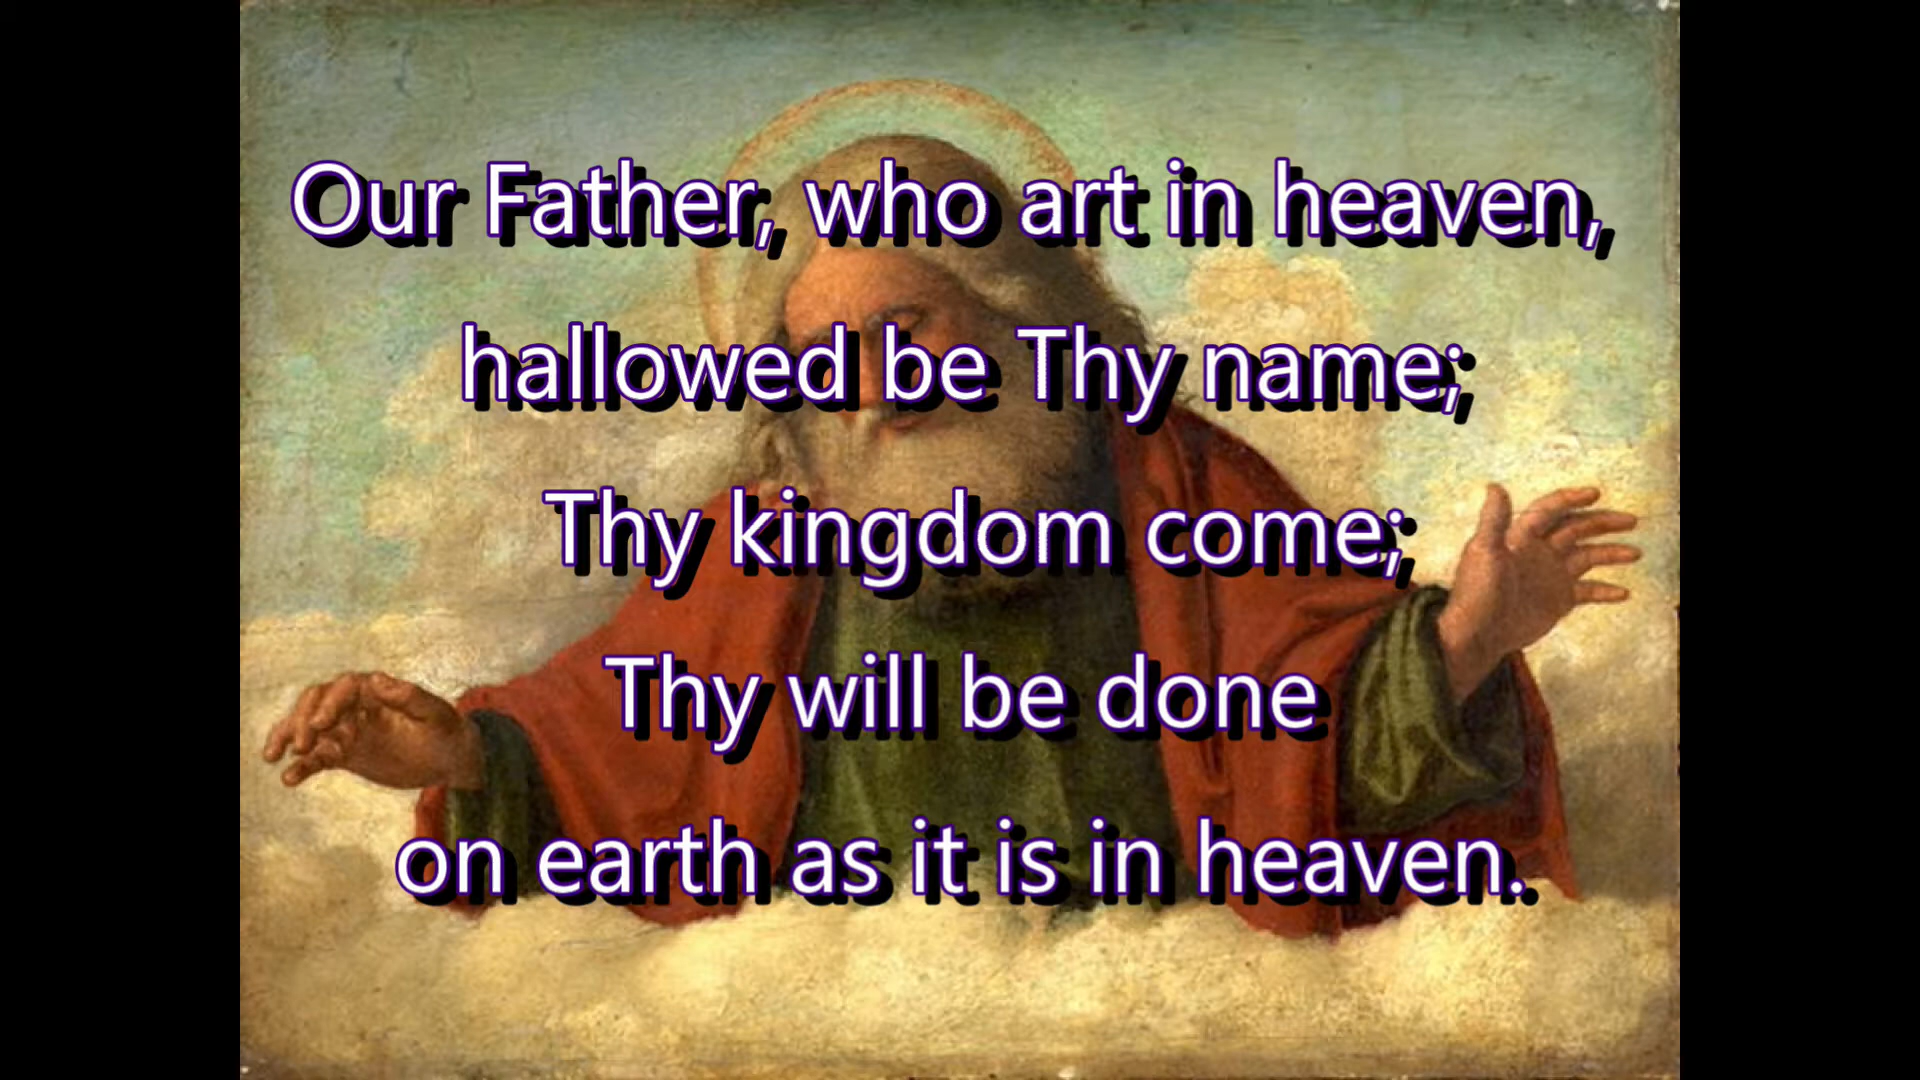 Our Father, who art in heaven,
hallowed be Thy name;
Thy kingdom come;
Thy will be done
on earth as it is in heaven.